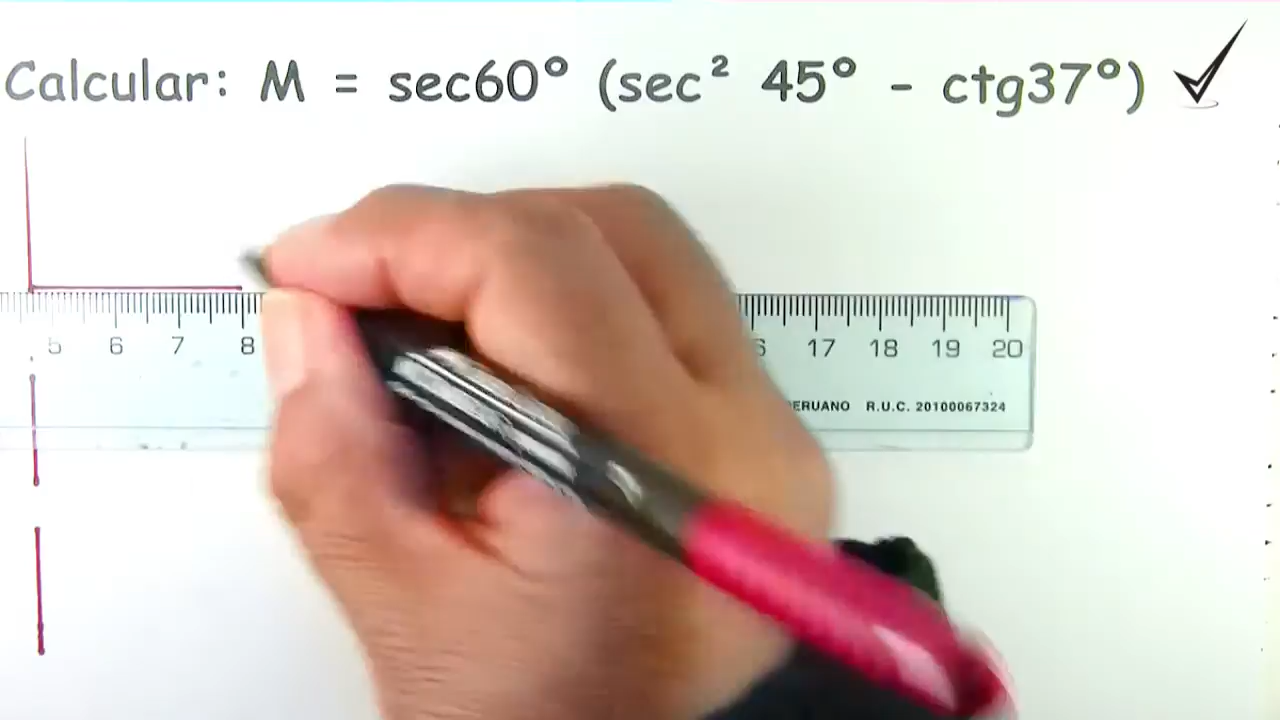 Calcular: M = sec60° (sec² 45° - ctg37°)
5 6 7 8 17 18 19 20
PERUANO R.U.C. 20100067324